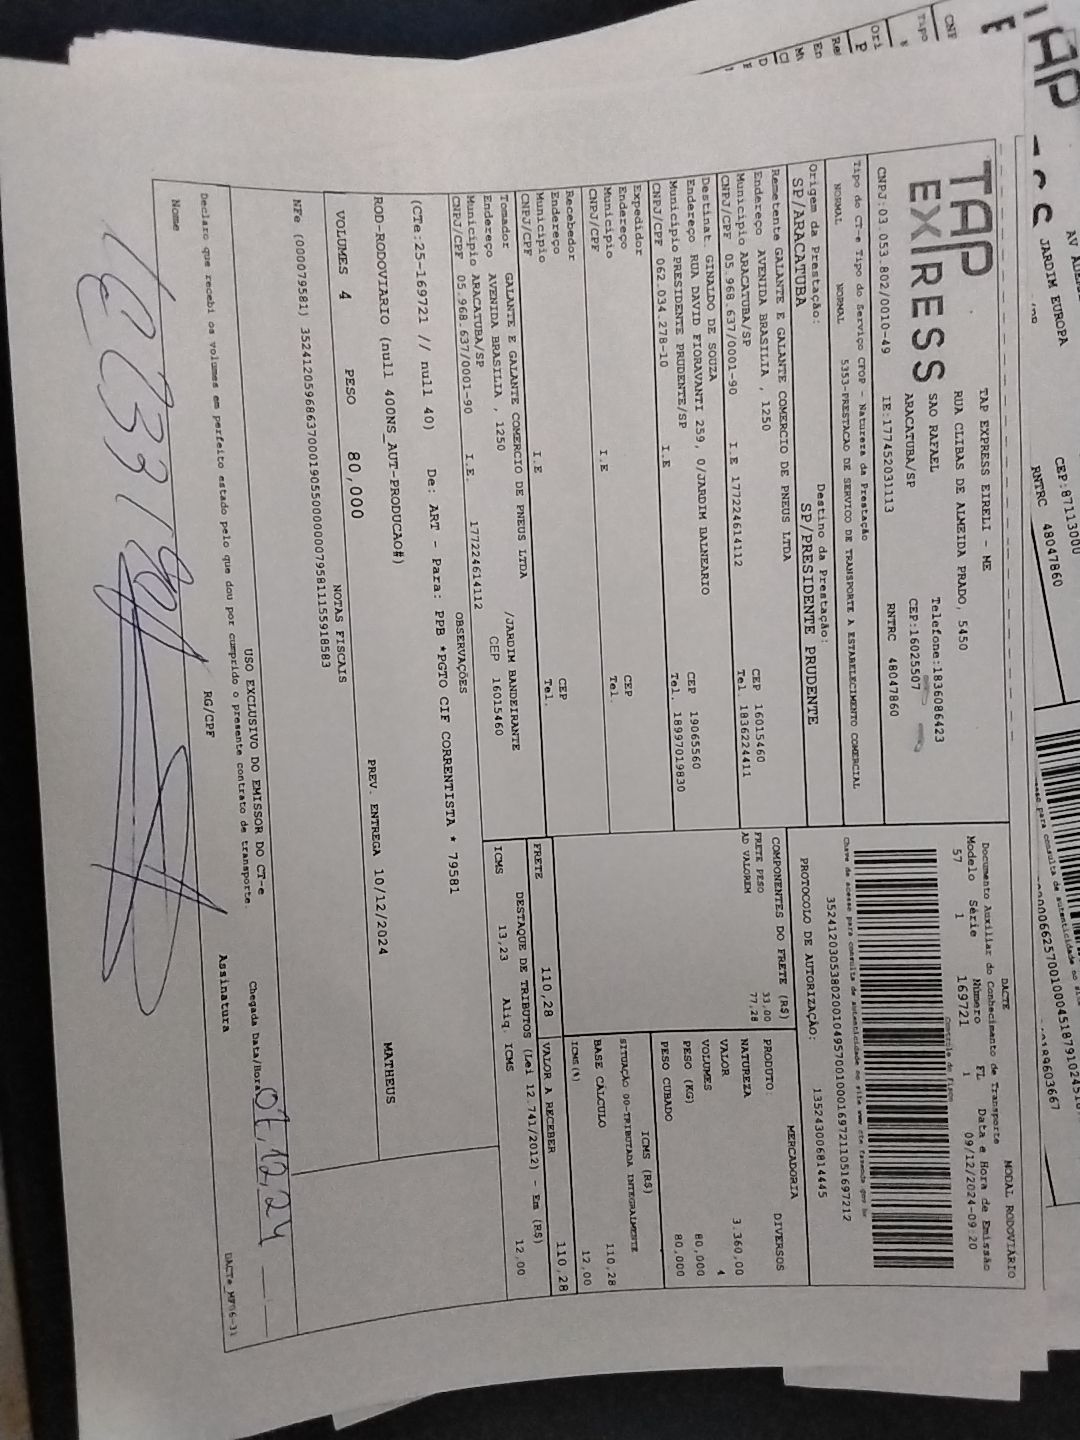 TAP EXPRESS
TAP EXPRESS EIRELI - ME
RUA CLIBAS DE ALMEIDA PRADO, 5450
SAO RAFAEL Telefone:1836086423
ARACATUBA/SP CEP:16025507
CNPJ:03.053.802/0010-49 IE:177452031113 RNTRC 48047860
Tipo do CT-e Tipo do Serviço CFOP - Natureza da Prestação
NORMAL NORMAL 5353-PRESTACAO DE SERVICO DE TRANSPORTE A ESTABELECIMENTO COMERCIAL
Origem da Prestação: Destino da Prestação:
SP/ARACATUBA SP/PRESIDENTE PRUDENTE
DACTE MODAL RODOVIÁRIO
Documento Auxiliar do Conhecimento de Transporte
Modelo Série Número FL Data e Hora de Emissão
57 1 169721 1 09/12/2024-09:20
Controle do Fisco
Chave de acesso para consulta de autenticidade no site www.cte.fazenda.gov.br
PROTOCOLO DE AUTORIZAÇÃO: 135243006814445
Remetente GALANTE E GALANTE COMERCIO DE PNEUS LTDA
Endereço AVENIDA BRASILIA , 1250 CEP 16015460
Município ARACATUBA/SP Tel. 1836224411
CNPJ/CPF 05.968.637/0001-90 I.E 177224614112
Destinat. GINALDO DE SOUZA
Endereço RUA DAVID FIORAVANTI 259, 0/JARDIM BALNEARIO CEP 19065560
Município PRESIDENTE PRUDENTE/SP Tel. 18997019830
CNPJ/CPF 062.034.278-10 I.E
Expedidor
Endereço CEP
Município Tel.
CNPJ/CPF I.E
Recebedor
Endereço CEP
Município Tel.
CNPJ/CPF I.E
Tomador GALANTE E GALANTE COMERCIO DE PNEUS LTDA
Endereço AVENIDA BRASILIA , 1250 /JARDIM BANDEIRANTE
Município ARACATUBA/SP CEP 16015460
CNPJ/CPF 05.968.637/0001-90 I.E. 177224614112
COMPONENTES DO FRETE (R$)
FRETE PESO 33,00
AD VALOREM 77,28
MERCADORIA
PRODUTO: DIVERSOS
NATUREZA
VALOR 3.360,00
VOLUMES 4
PESO (KG) 80,000
PESO CUBADO 80,000
ICMS (R$)
SITUAÇÃO 00-TRIBUTADA INTEGRALMENTE
BASE CÁLCULO 110,28
ICMS(%) 12,00
FRETE 110,28 VALOR A RECEBER 110,28
DESTAQUE DE TRIBUTOS (Lei 12.741/2012) - Em (R$)
ICMS 13,23 Aliq. ICMS 12,00
OBSERVAÇÕES
(CTe:25-169721 // null 40) De: ART - Para: PPB *PGTO CIF CORRENTISTA * 79581
ROD-RODOVIARIO (null 400NS_AUT-PRODUCAO#)
VOLUMES 4 PESO 80,000 PREV. ENTREGA 10/12/2024 MATHEUS
NOTAS FISCAIS
USO EXCLUSIVO DO EMISSOR DO CT-e
Declaro que recebi os volumes em perfeito estado pelo que dou por cumprido o presente contrato de transporte.
Chegada Data/Hora
Nome RG/CPF Assinatura
JARDIM EUROPA
CEP:87113000
RNTRC 48047860